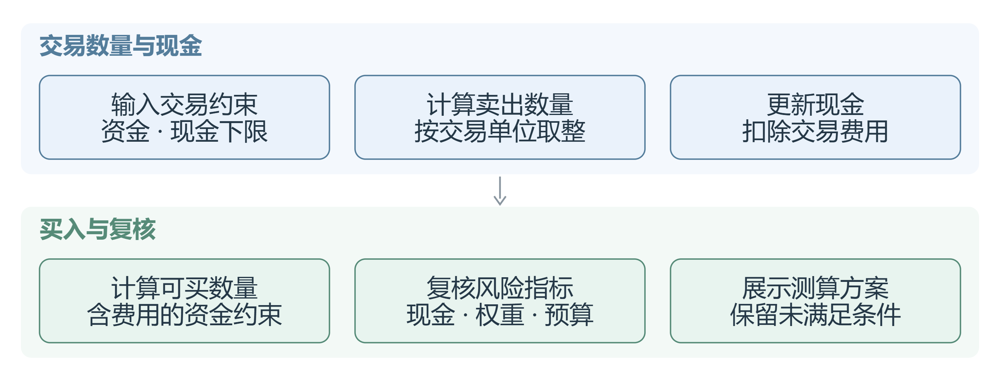 交易数量与现金
输入交易约束
资金 · 现金下限
计算卖出数量
按交易单位取整
更新现金
扣除交易费用
买入与复核
计算可买数量
含费用的资金约束
复核风险指标
现金 · 权重 · 预算
展示测算方案
保留未满足条件